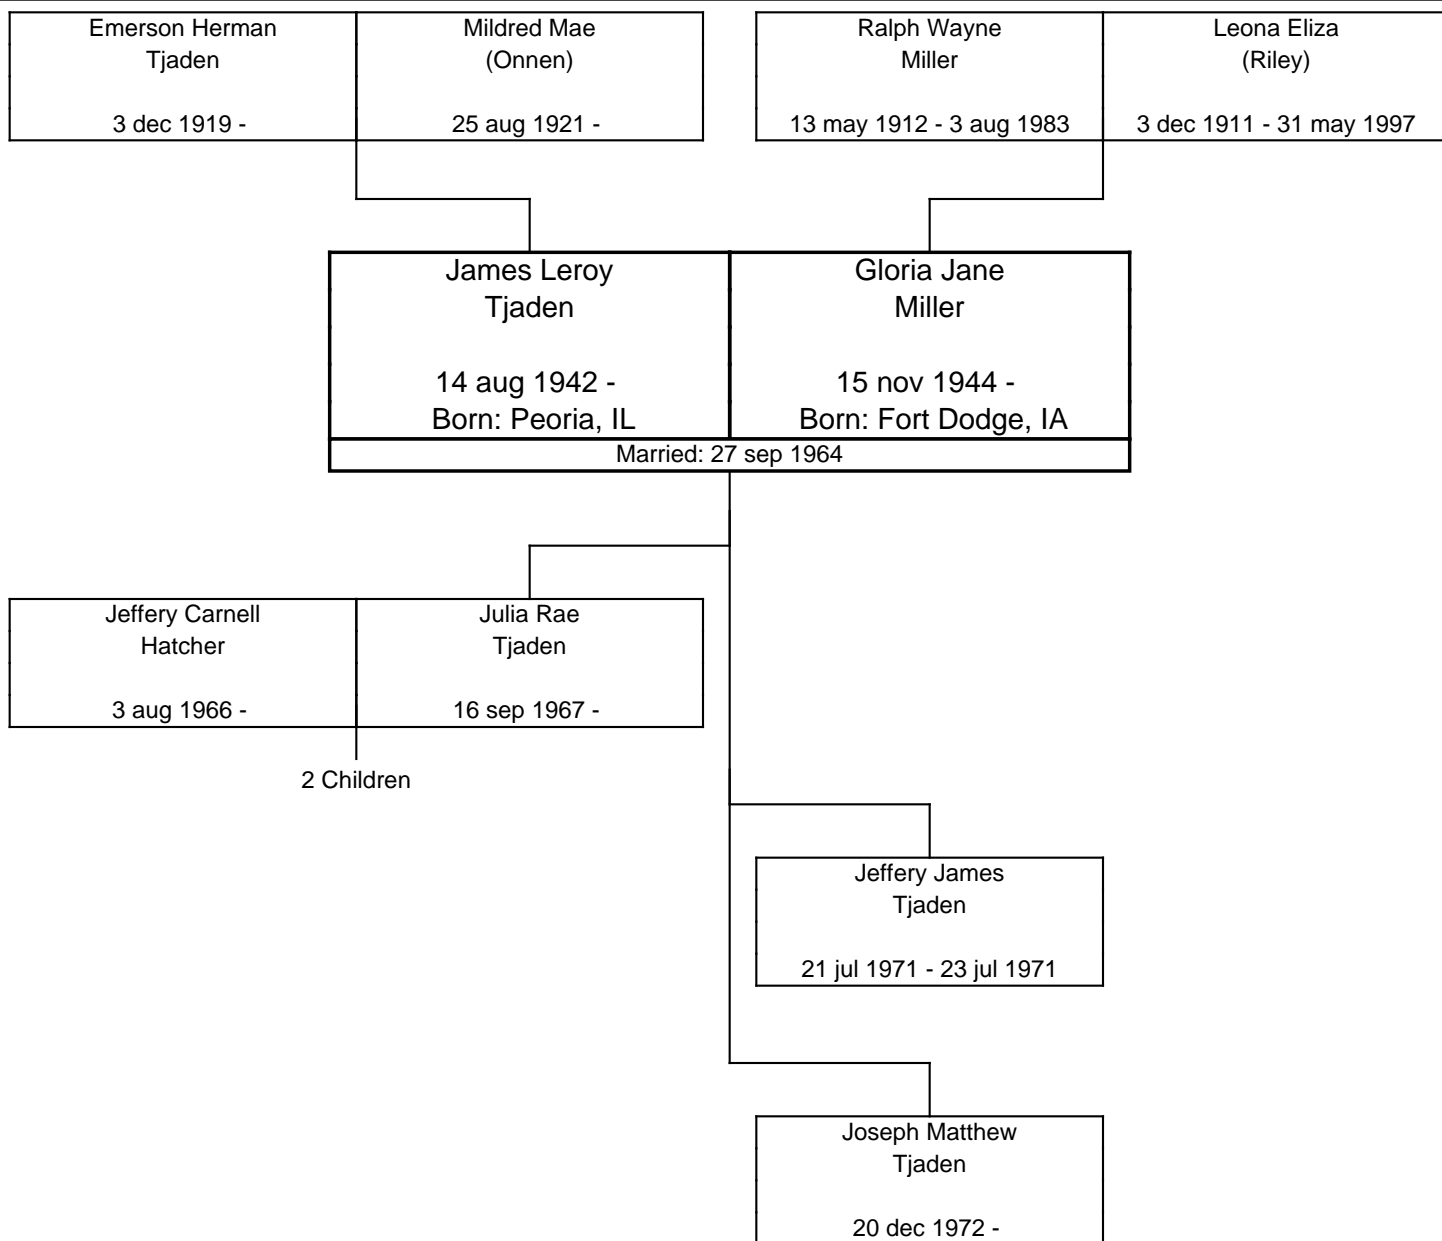 Emerson Herman
Tjaden
3 dec 1919 -
Mildred Mae
(Onnen)
25 aug 1921 -
Ralph Wayne
Miller
13 may 1912 - 3 aug 1983
Leona Eliza
(Riley)
3 dec 1911 - 31 may 1997
James Leroy
Tjaden
14 aug 1942 -
Born: Peoria, IL
Gloria Jane
Miller
15 nov 1944 -
Born: Fort Dodge, IA
Married: 27 sep 1964
Jeffery Carnell
Hatcher
3 aug 1966 -
Julia Rae
Tjaden
16 sep 1967 -
2 Children
Jeffery James
Tjaden
21 jul 1971 - 23 jul 1971
Joseph Matthew
Tjaden
20 dec 1972 -